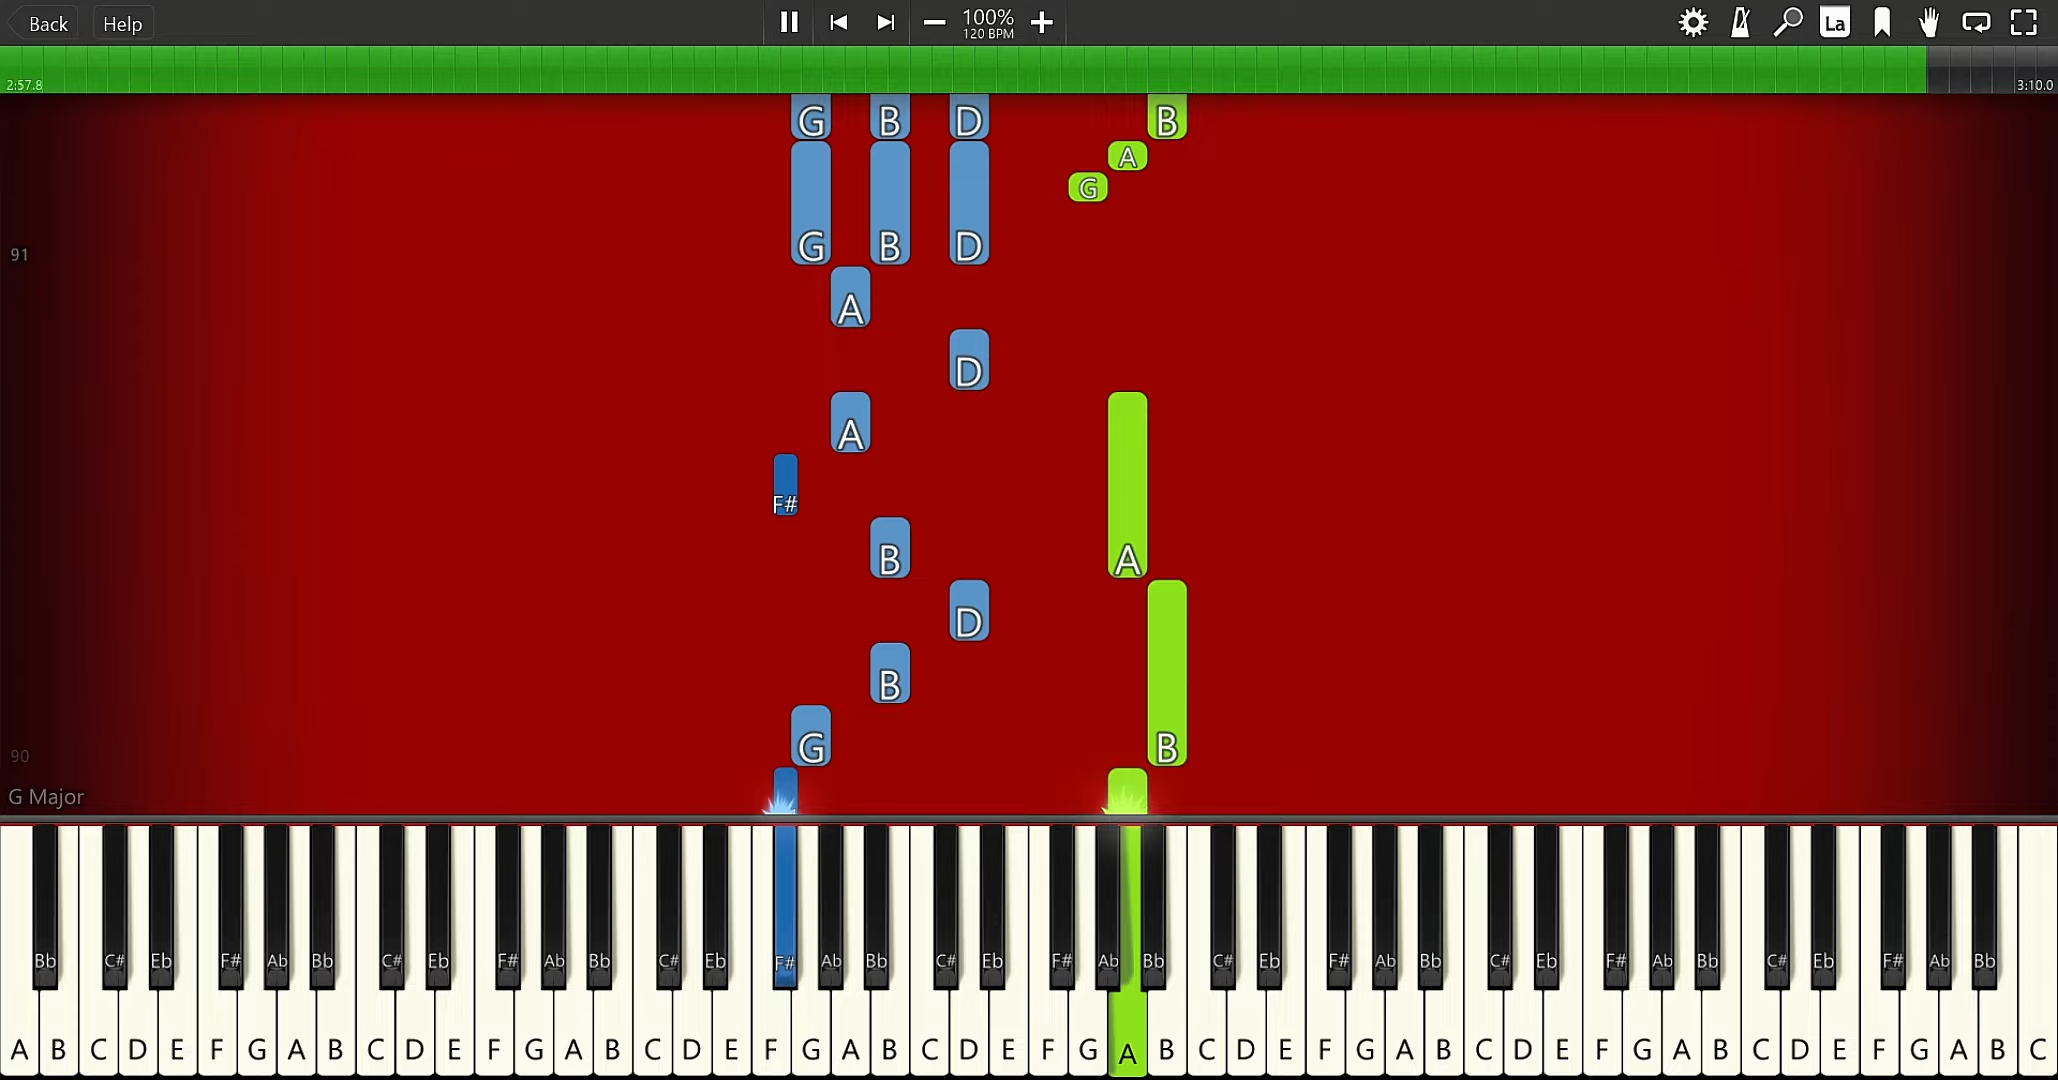 Back Help 100% La
120 BPM
2:57.8 3:10.0
G B D B
A
G
G B D
91
A
D
A
F#
B A
D
B
G B
90
G Major
Bb C# Eb F# Ab Bb C# Eb F# Ab Bb C# Eb F# Ab Bb C# Eb F# Ab Bb C# Eb F# Ab Bb C# Eb F# Ab Bb C# Eb F# Ab Bb
A B C D E F G A B C D E F G A B C D E F G A B C D E F G A B C D E F G A B C D E F G A B C D E F G A B C